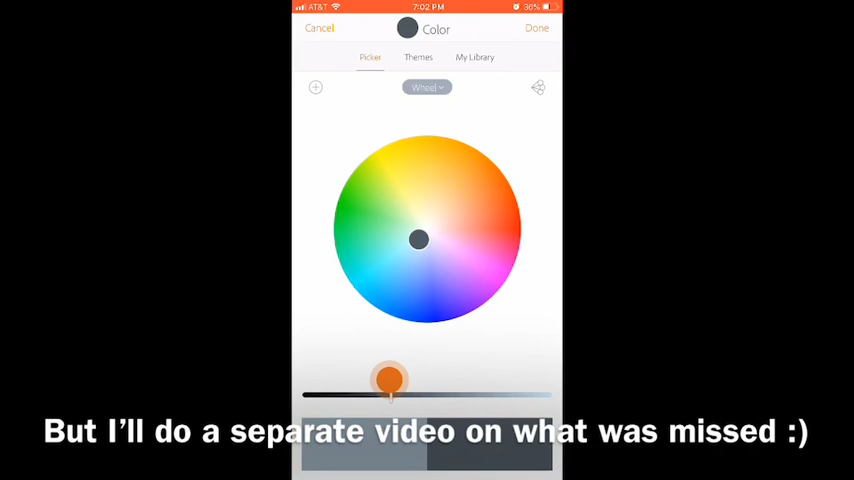 AT&T 7:02 PM 36%
Cancel Color Done
Picker Themes My Library
Wheel
But I'll do a separate video on what was missed :)